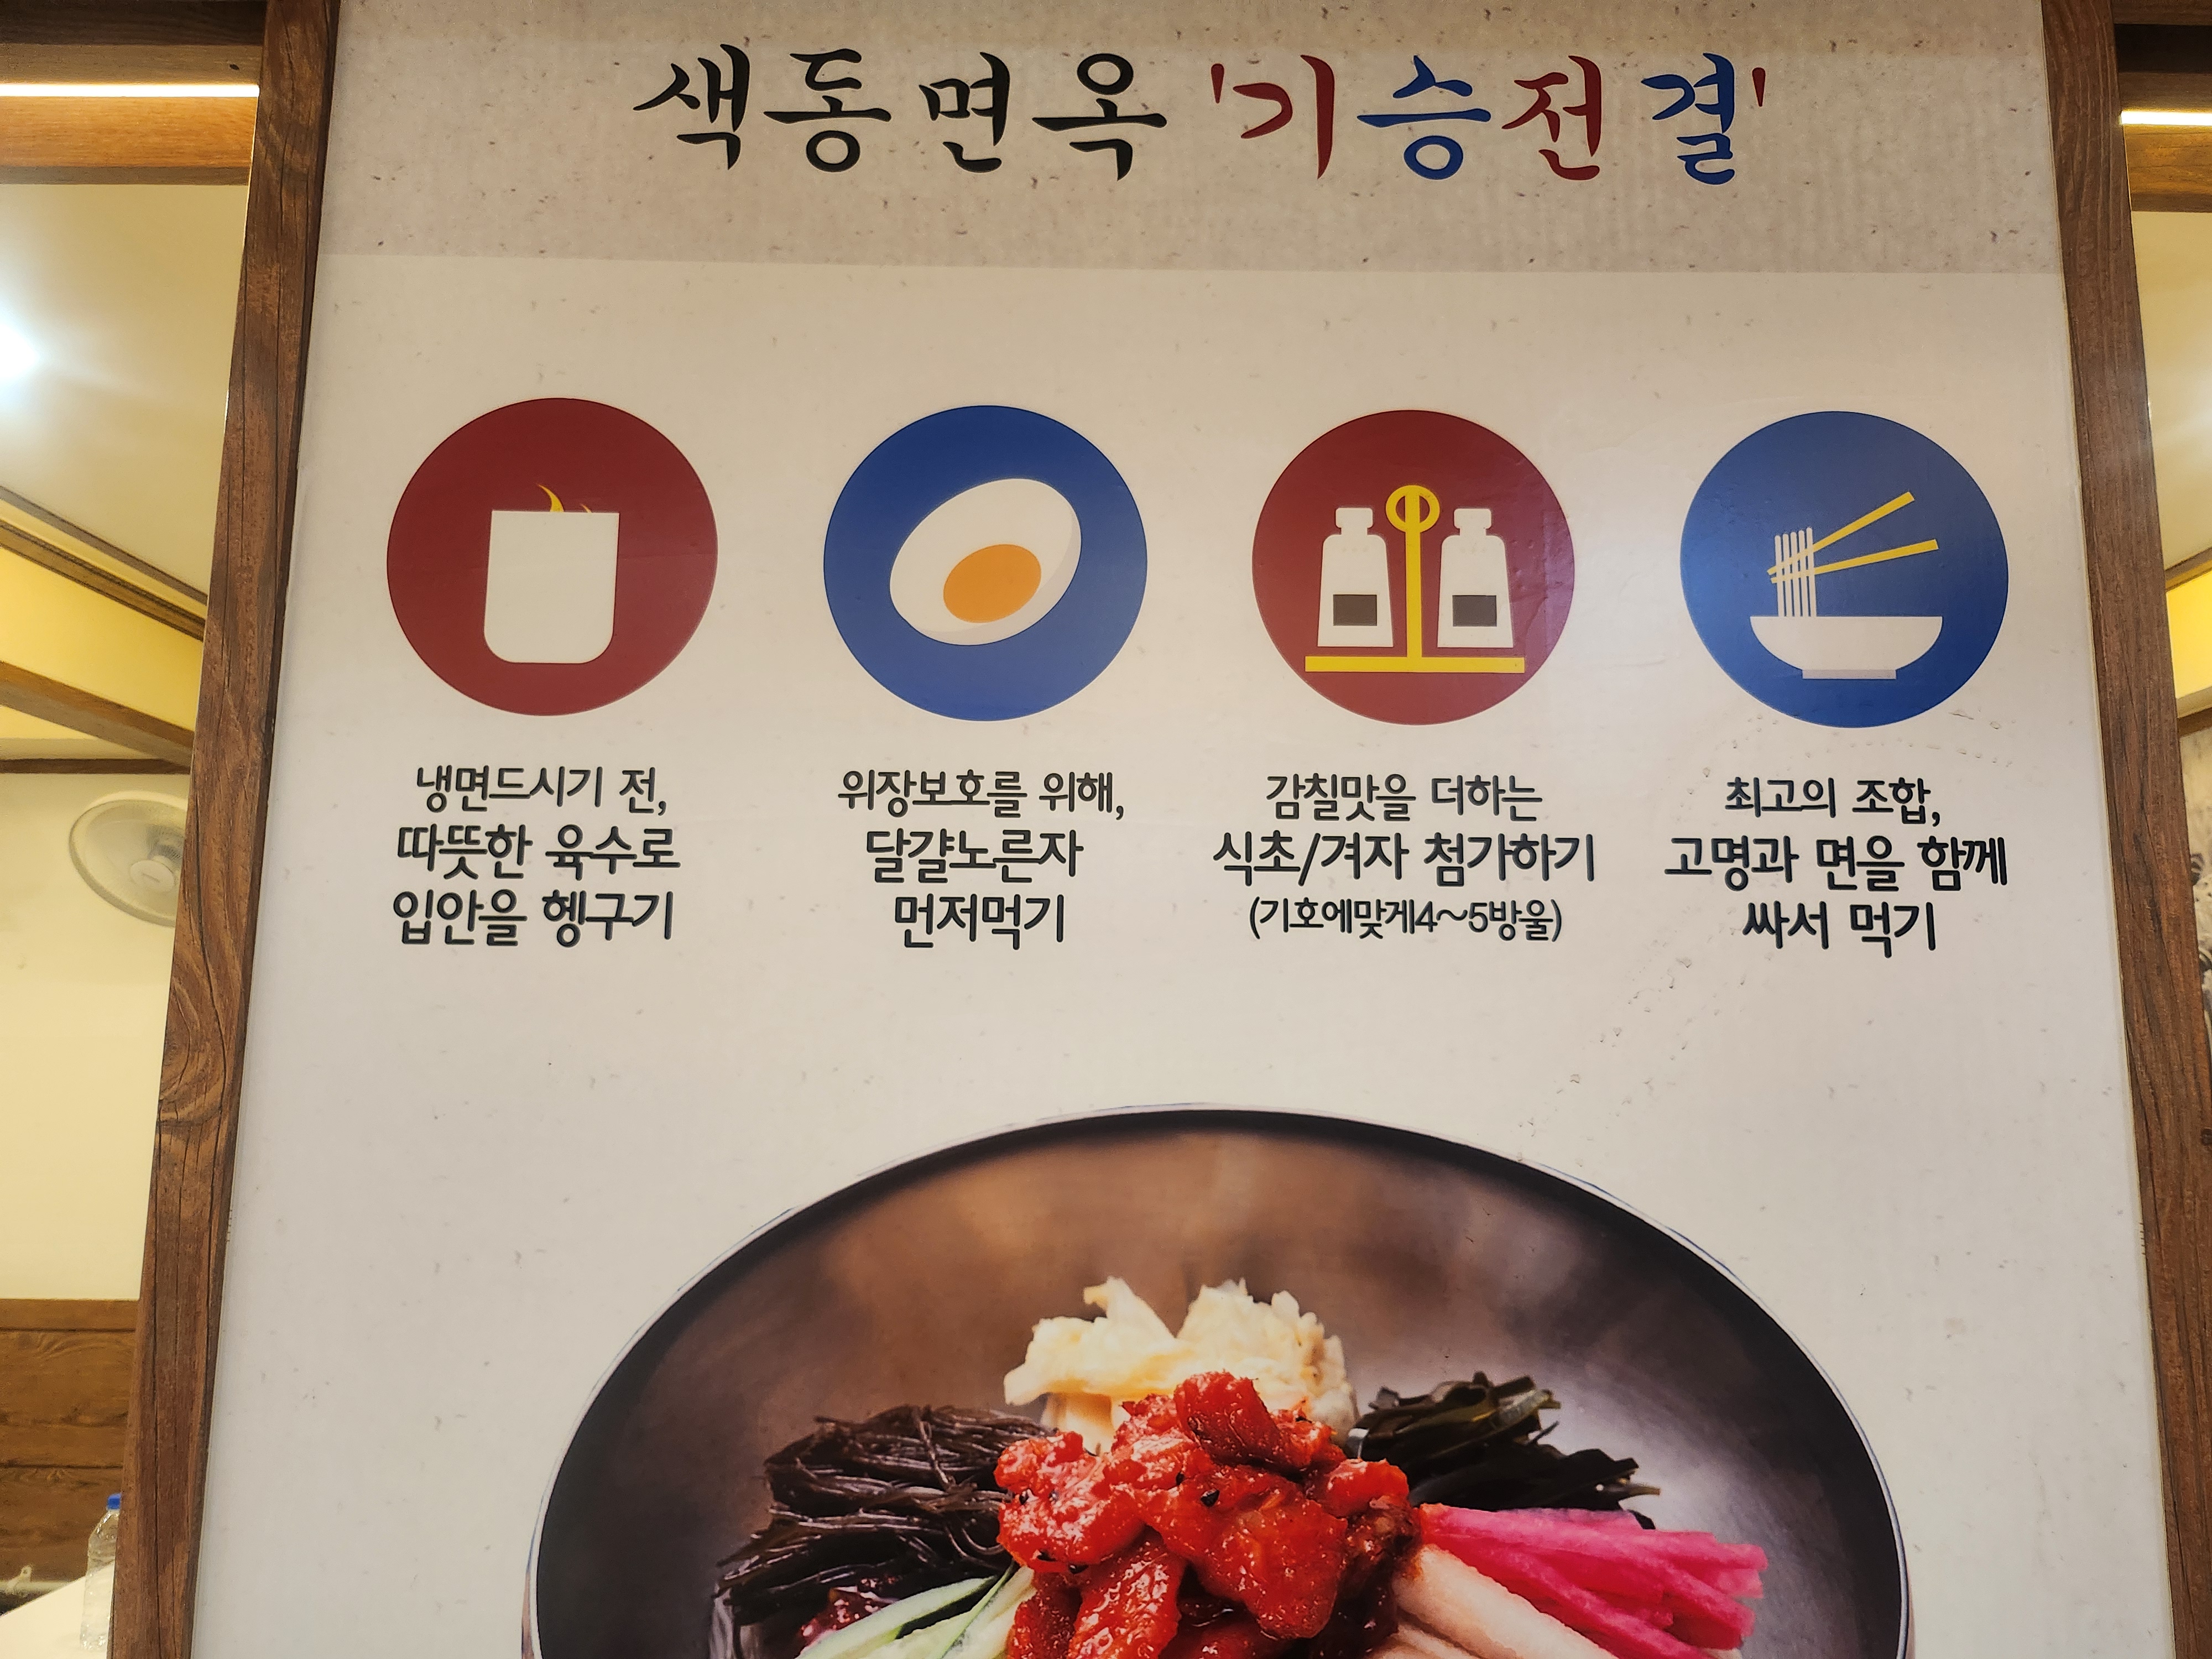 색동면옥 '기승전결'
냉면드시기 전,
따뜻한 육수로
입안을 헹구기
위장보호를 위해,
달걀노른자
먼저먹기
감칠맛을 더하는
식초/겨자 첨가하기
(기호에맞게4~5방울)
최고의 조합,
고명과 면을 함께
싸서 먹기